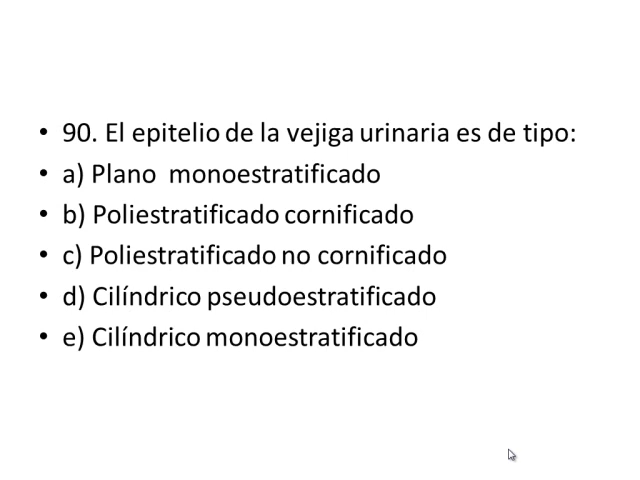 • 90. El epitelio de la vejiga urinaria es de tipo:
• a) Plano  monoestratificado
• b) Poliestratificado cornificado
• c) Poliestratificado no cornificado
• d) Cilíndrico pseudoestratificado
• e) Cilíndrico monoestratificado